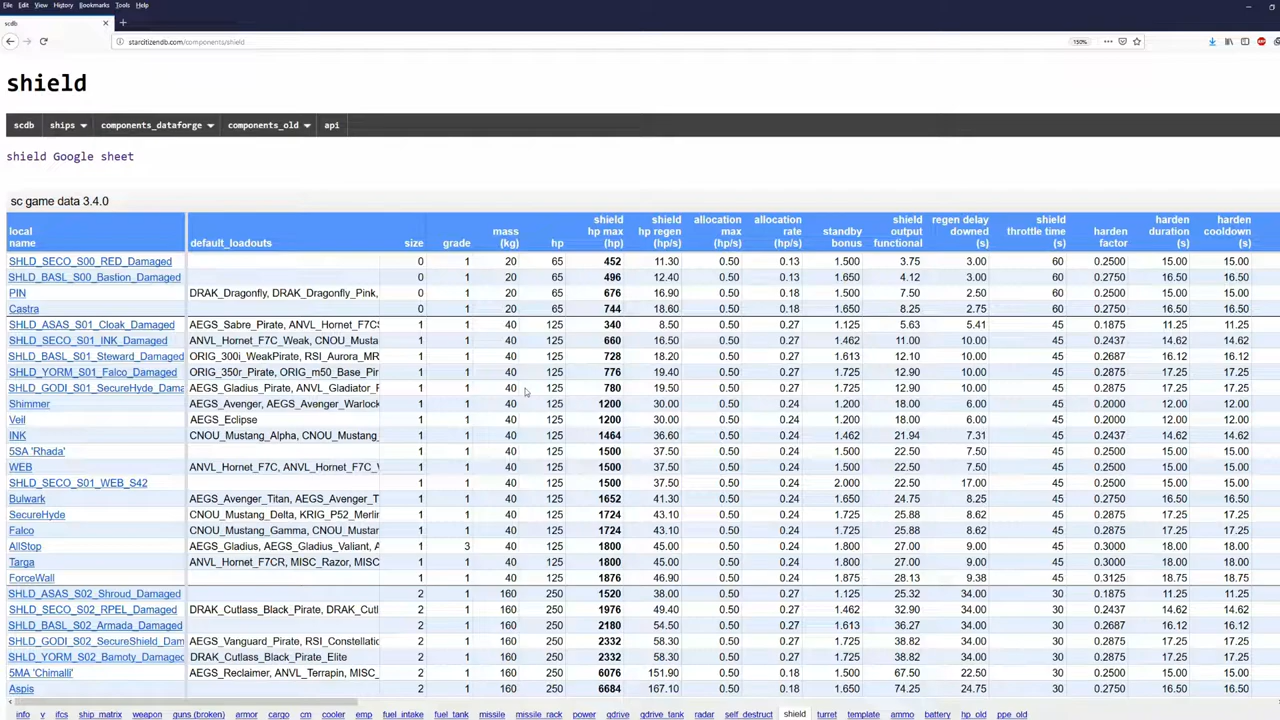 File Edit View History Bookmarks Tools Help
scdb
starcitizendb.com/components/shield 150%
shield
scdb ships components_dataforge components_old api
shield Google sheet
sc game data 3.4.0
local name default_loadouts size grade mass (kg) hp shield hp max (hp) shield hp regen (hp/s) allocation max (hp/s) allocation rate (hp/s) standby bonus shield output functional regen delay downed (s) shield throttle time (s) harden factor harden duration (s) harden cooldown (s)
SHLD_SECO_S00_RED_Damaged 0 1 20 65 452 11.30 0.50 0.13 1.500 3.75 3.00 60 0.2500 15.00 15.00
SHLD_BASL_S00_Bastion_Damaged 0 1 20 65 496 12.40 0.50 0.13 1.650 4.12 3.00 60 0.2750 16.50 16.50
PIN DRAK_Dragonfly, DRAK_Dragonfly_Pink, 0 1 20 65 676 16.90 0.50 0.18 1.500 7.50 2.50 60 0.2500 15.00 15.00
Castra 0 1 20 65 744 18.60 0.50 0.18 1.650 8.25 2.75 60 0.2750 16.50 16.50
SHLD_ASAS_S01_Cloak_Damaged AEGS_Sabre_Pirate, ANVL_Hornet_F7CS 1 1 40 125 340 8.50 0.50 0.27 1.125 5.63 5.41 45 0.1875 11.25 11.25
SHLD_SECO_S01_INK_Damaged ANVL_Hornet_F7C_Weak, CNOU_Mustan 1 1 40 125 660 16.50 0.50 0.27 1.462 11.00 10.00 45 0.2437 14.62 14.62
SHLD_BASL_S01_Steward_Damaged ORIG_300i_WeakPirate, RSI_Aurora_MR 1 1 40 125 728 18.20 0.50 0.27 1.613 12.10 10.00 45 0.2687 16.12 16.12
SHLD_YORM_S01_Falco_Damaged ORIG_350r_Pirate, ORIG_m50_Base_Pir 1 1 40 125 776 19.40 0.50 0.27 1.725 12.90 10.00 45 0.2875 17.25 17.25
SHLD_GODI_S01_SecureHyde_Dama AEGS_Gladius_Pirate, ANVL_Gladiator_F 1 1 40 125 780 19.50 0.50 0.27 1.725 12.90 10.00 45 0.2875 17.25 17.25
Shimmer AEGS_Avenger, AEGS_Avenger_Warlock 1 1 40 125 1200 30.00 0.50 0.24 1.200 18.00 6.00 45 0.2000 12.00 12.00
Veil AEGS_Eclipse 1 1 40 125 1200 30.00 0.50 0.24 1.200 18.00 6.00 45 0.2000 12.00 12.00
INK CNOU_Mustang_Alpha, CNOU_Mustang_ 1 1 40 125 1464 36.60 0.50 0.24 1.462 21.94 7.31 45 0.2437 14.62 14.62
5SA 'Rhada' 1 1 40 125 1500 37.50 0.50 0.24 1.500 22.50 7.50 45 0.2500 15.00 15.00
WEB ANVL_Hornet_F7C, ANVL_Hornet_F7C_V 1 1 40 125 1500 37.50 0.50 0.24 1.500 22.50 7.50 45 0.2500 15.00 15.00
SHLD_SECO_S01_WEB_S42 1 1 40 125 1500 37.50 0.50 0.24 2.000 22.50 17.00 45 0.2500 15.00 15.00
Bulwark AEGS_Avenger_Titan, AEGS_Avenger_T 1 1 40 125 1652 41.30 0.50 0.24 1.650 24.75 8.25 45 0.2750 16.50 16.50
SecureHyde CNOU_Mustang_Delta, KRIG_P52_Merlin 1 1 40 125 1724 43.10 0.50 0.24 1.725 25.88 8.62 45 0.2875 17.25 17.25
Falco CNOU_Mustang_Gamma, CNOU_Mustan 1 1 40 125 1724 43.10 0.50 0.24 1.725 25.88 8.62 45 0.2875 17.25 17.25
AllStop AEGS_Gladius, AEGS_Gladius_Valiant, A 1 3 40 125 1800 45.00 0.50 0.24 1.800 27.00 9.00 45 0.3000 18.00 18.00
Targa ANVL_Hornet_F7CR, MISC_Razor, MISC 1 1 40 125 1800 45.00 0.50 0.24 1.800 27.00 9.00 45 0.3000 18.00 18.00
ForceWall 1 1 40 125 1876 46.90 0.50 0.24 1.875 28.13 9.38 45 0.3125 18.75 18.75
SHLD_ASAS_S02_Shroud_Damaged 2 1 160 250 1520 38.00 0.50 0.27 1.125 25.32 34.00 30 0.1875 11.25 11.25
SHLD_SECO_S02_RPEL_Damaged DRAK_Cutlass_Black_Pirate, DRAK_Cutl 2 1 160 250 1976 49.40 0.50 0.27 1.462 32.90 34.00 30 0.2437 14.62 14.62
SHLD_BASL_S02_Armada_Damaged 2 1 160 250 2180 54.50 0.50 0.27 1.613 36.27 34.00 30 0.2687 16.12 16.12
SHLD_GODI_S02_SecureShield_Dam AEGS_Vanguard_Pirate, RSI_Constellatio 2 1 160 250 2332 58.30 0.50 0.27 1.725 38.82 34.00 30 0.2875 17.25 17.25
SHLD_YORM_S02_Bamoty_Damaged DRAK_Cutlass_Black_Pirate_Elite 2 1 160 250 2332 58.30 0.50 0.27 1.725 38.82 34.00 30 0.2875 17.25 17.25
5MA 'Chimalli' AEGS_Reclaimer, ANVL_Terrapin, MISC_ 2 1 160 250 6076 151.90 0.50 0.18 1.500 67.50 22.50 30 0.2500 15.00 15.00
Aspis 2 1 160 250 6684 167.10 0.50 0.18 1.650 74.25 24.75 30 0.2750 16.50 16.50
info v ifcs ship_matrix weapon guns (broken) armor cargo cm cooler emp fuel_intake fuel_tank missile missile_rack power qdrive qdrive_tank radar self_destruct shield turret template ammo battery hp_old ppe_old